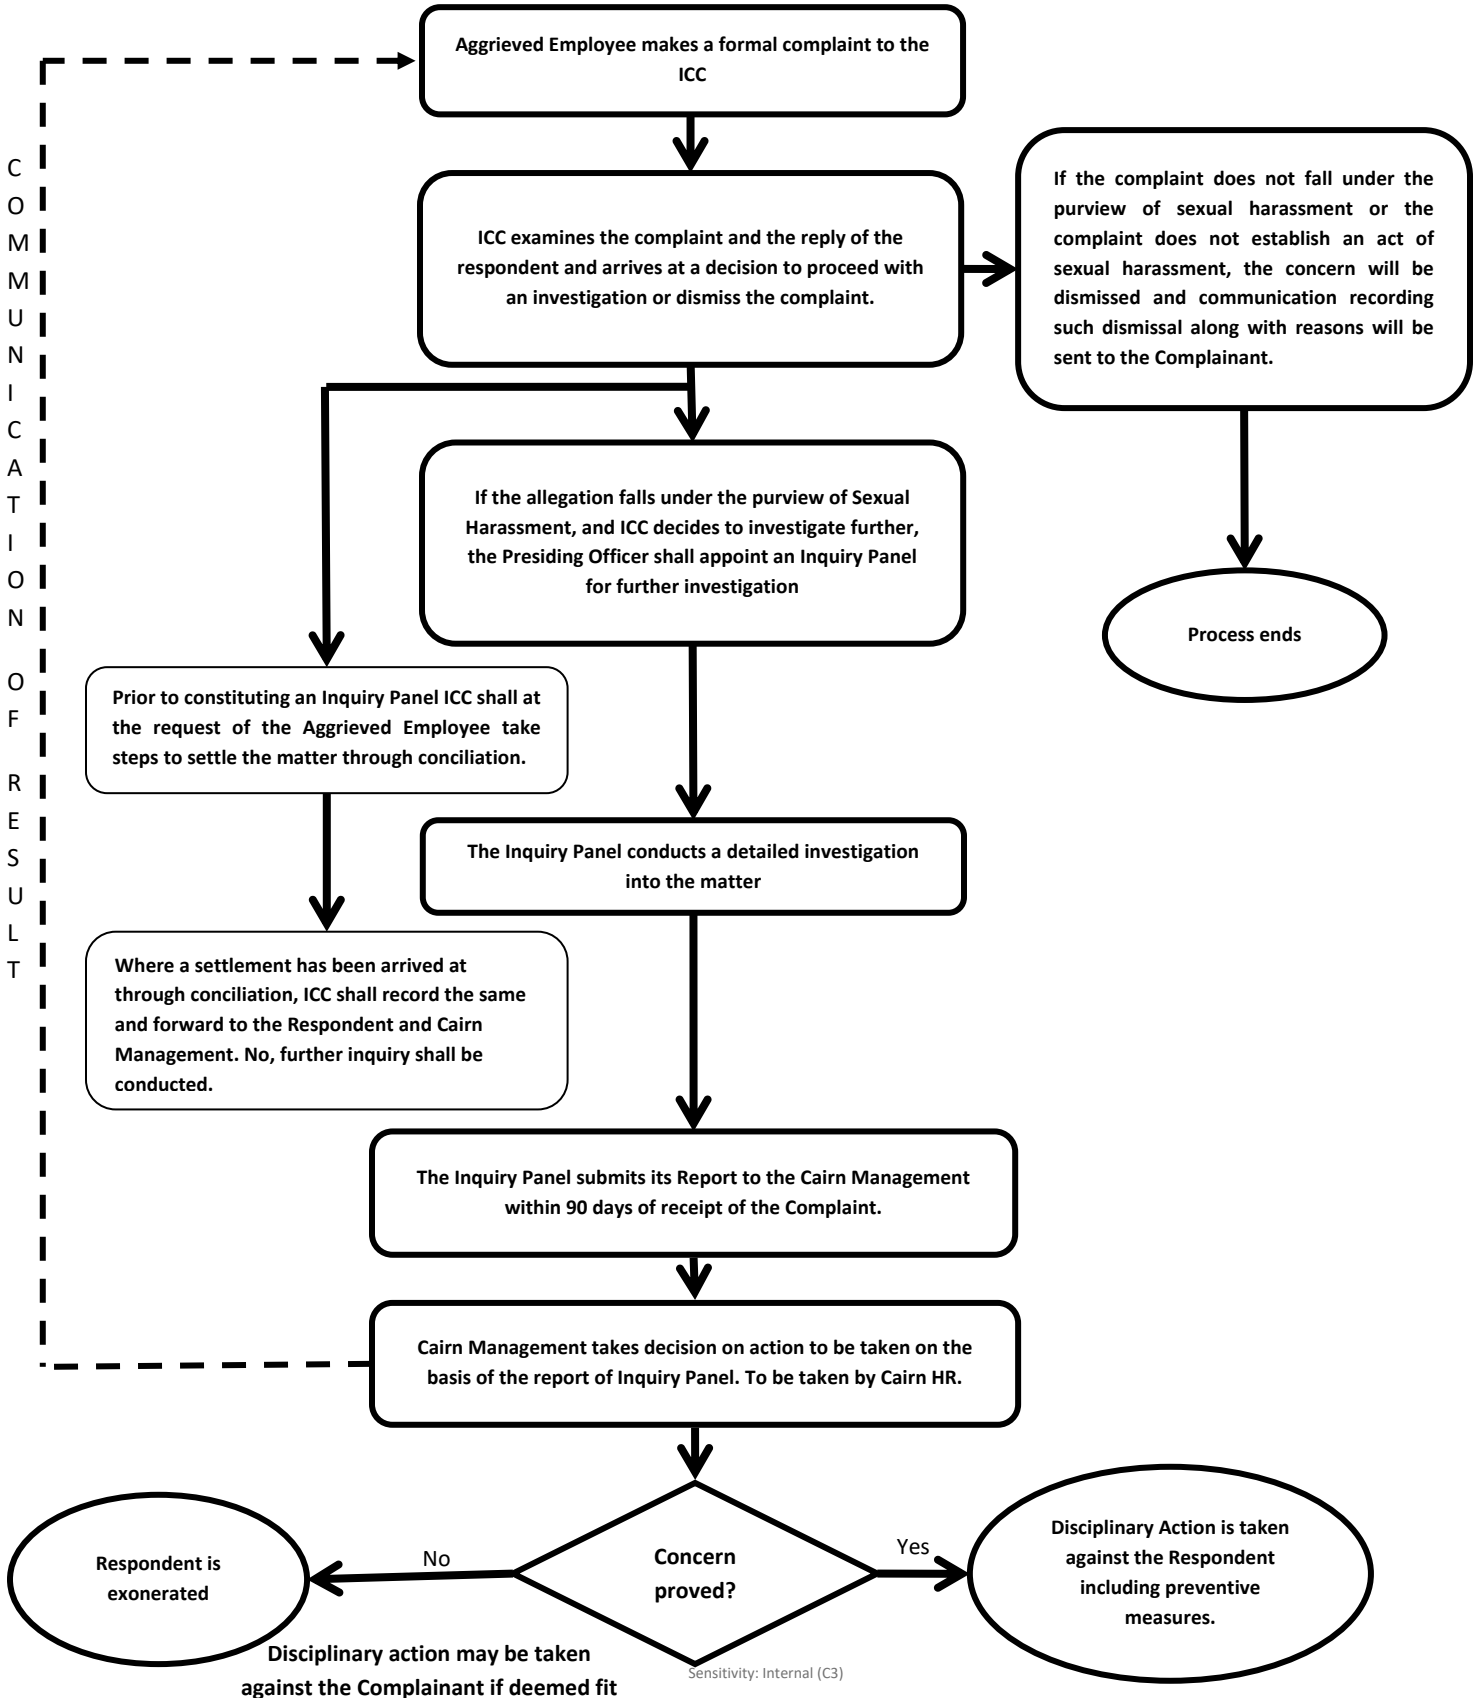 Aggrieved Employee makes a formal complaint to the
ICC
COMMUNICATION OF RESULT
ICC examines the complaint and the reply of the
respondent and arrives at a decision to proceed with
an investigation or dismiss the complaint.
If the complaint does not fall under the
purview of sexual harassment or the
complaint does not establish an act of
sexual harassment, the concern will be
dismissed and communication recording
such dismissal along with reasons will be
sent to the Complainant.
If the allegation falls under the purview of Sexual
Harassment, and ICC decides to investigate further,
the Presiding Officer shall appoint an Inquiry Panel
for further investigation
Process ends
Prior to constituting an Inquiry Panel ICC shall at
the request of the Aggrieved Employee take
steps to settle the matter through conciliation.
The Inquiry Panel conducts a detailed investigation
into the matter
Where a settlement has been arrived at
through conciliation, ICC shall record the same
and forward to the Respondent and Cairn
Management. No, further inquiry shall be
conducted.
The Inquiry Panel submits its Report to the Cairn Management
within 90 days of receipt of the Complaint.
Cairn Management takes decision on action to be taken on the
basis of the report of Inquiry Panel. To be taken by Cairn HR.
Concern
proved?
No
Yes
Respondent is
exonerated
Disciplinary Action is taken
against the Respondent
including preventive
measures.
Disciplinary action may be taken
against the Complainant if deemed fit
Sensitivity: Internal (C3)